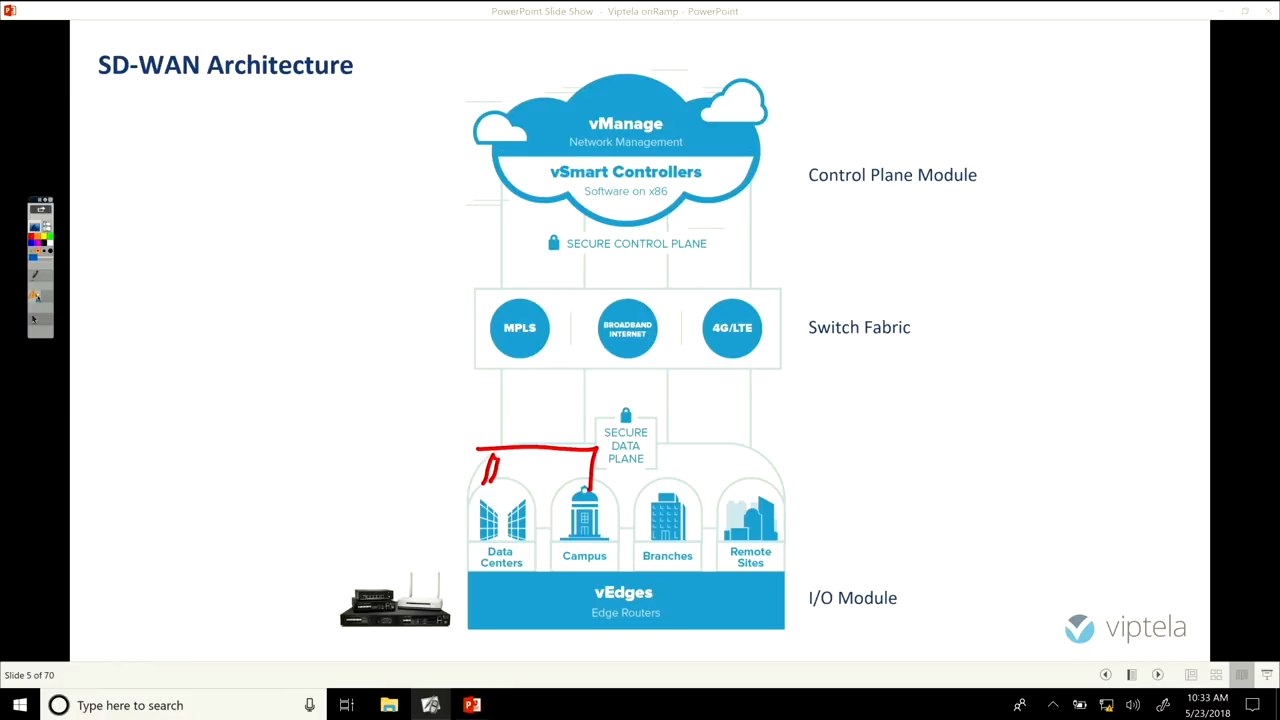 PowerPoint Slide Show - Viptela onRamp - PowerPoint
SD-WAN Architecture
vManage
Network Management
vSmart Controllers
Software on x86
Control Plane Module
SECURE CONTROL PLANE
MPLS
BROADBAND
INTERNET
4G/LTE
Switch Fabric
SECURE
DATA
PLANE
Data
Centers
Campus
Branches
Remote
Sites
vEdges
Edge Routers
I/O Module
viptela
Slide 5 of 70
Type here to search
10:33 AM
5/23/2018